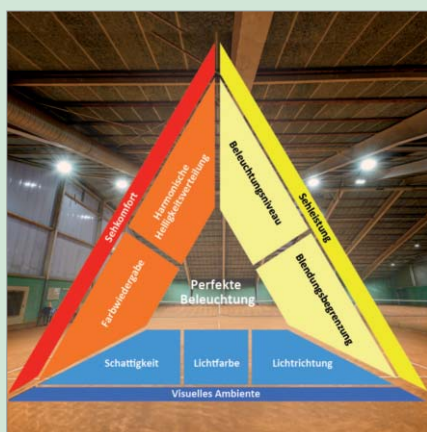 Sehkomfort
Harmonische
Helligkeitsverteilung
Farbwiedergabe
Beleuchtungsniveau
Sehleistung
Blendungsbegrenzung
Perfekte
Beleuchtung
Schattigkeit
Lichtfarbe
Lichtrichtung
Visuelles Ambiente